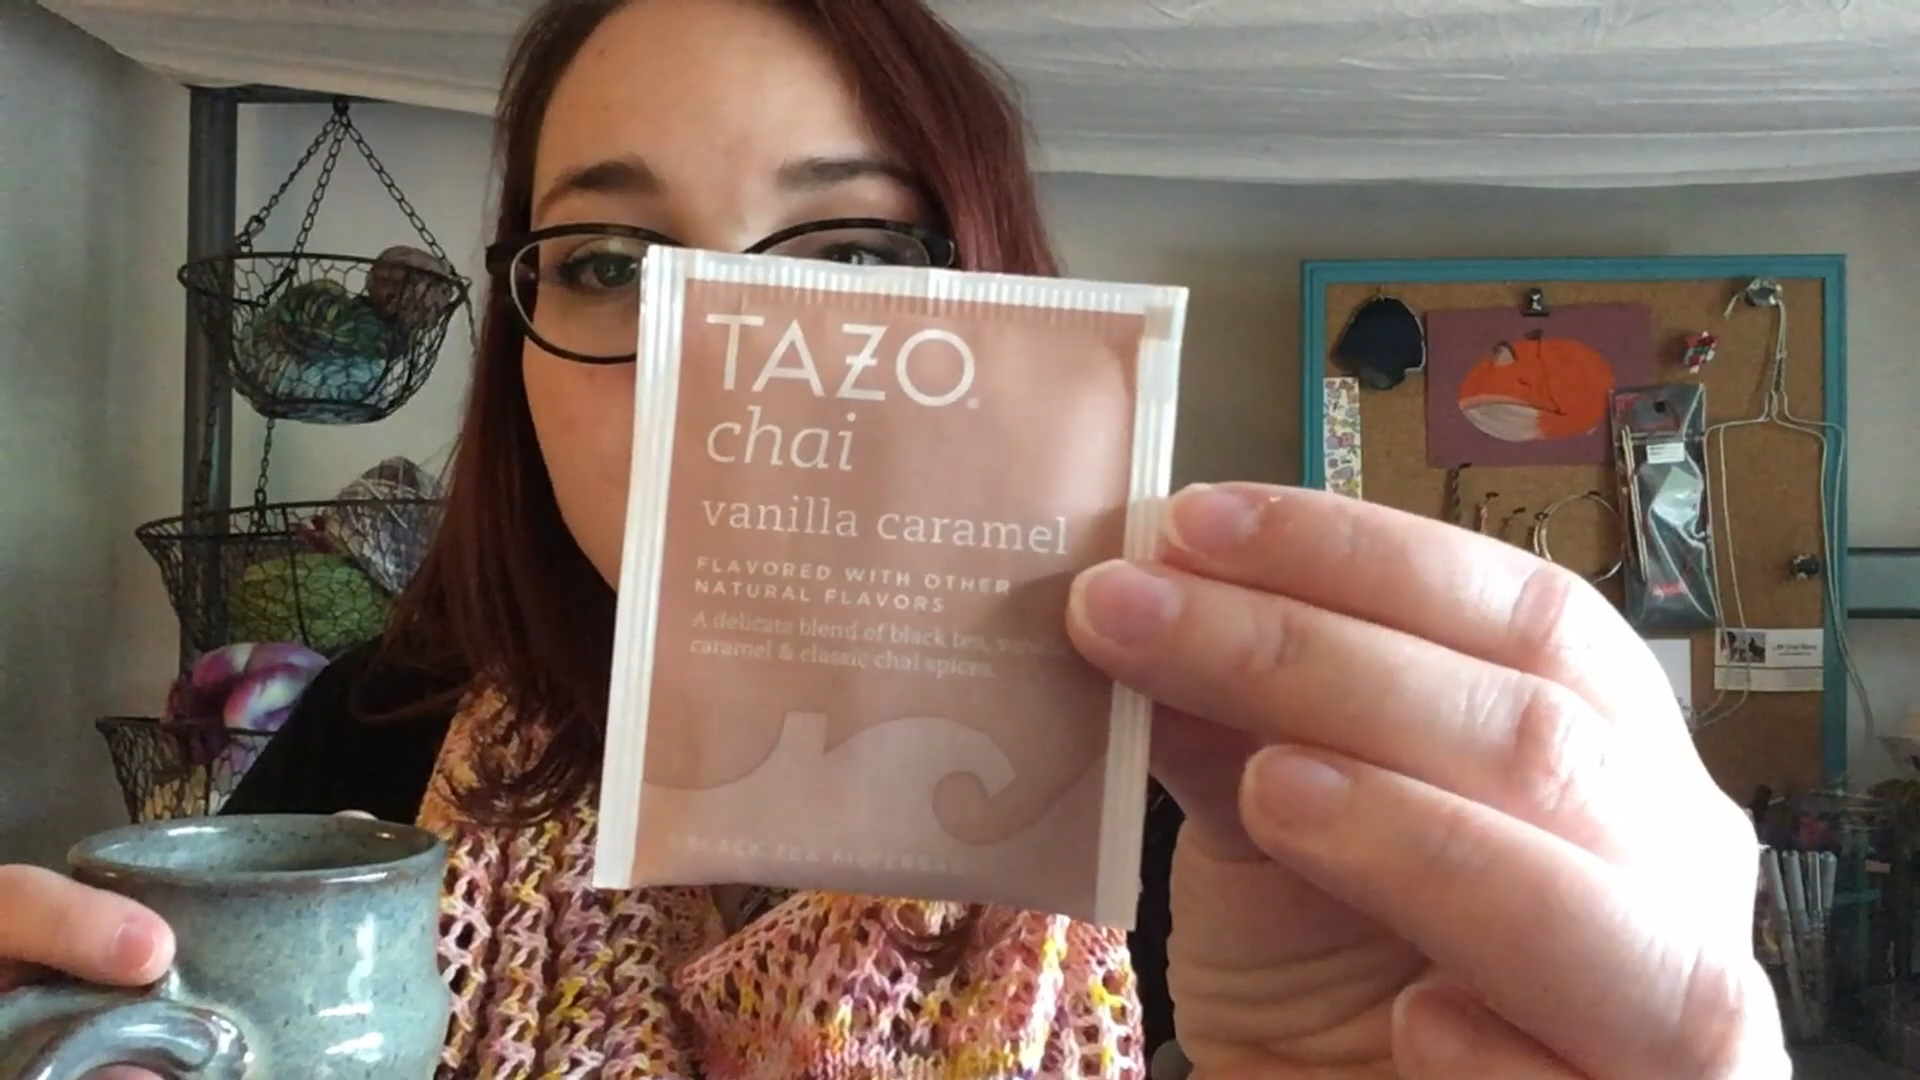 TAZO®
chai
vanilla caramel
FLAVORED WITH OTHER
NATURAL FLAVORS
A delicate blend of black tea,
caramel & classic chai spices.
BLACK TEA FILTERBAG